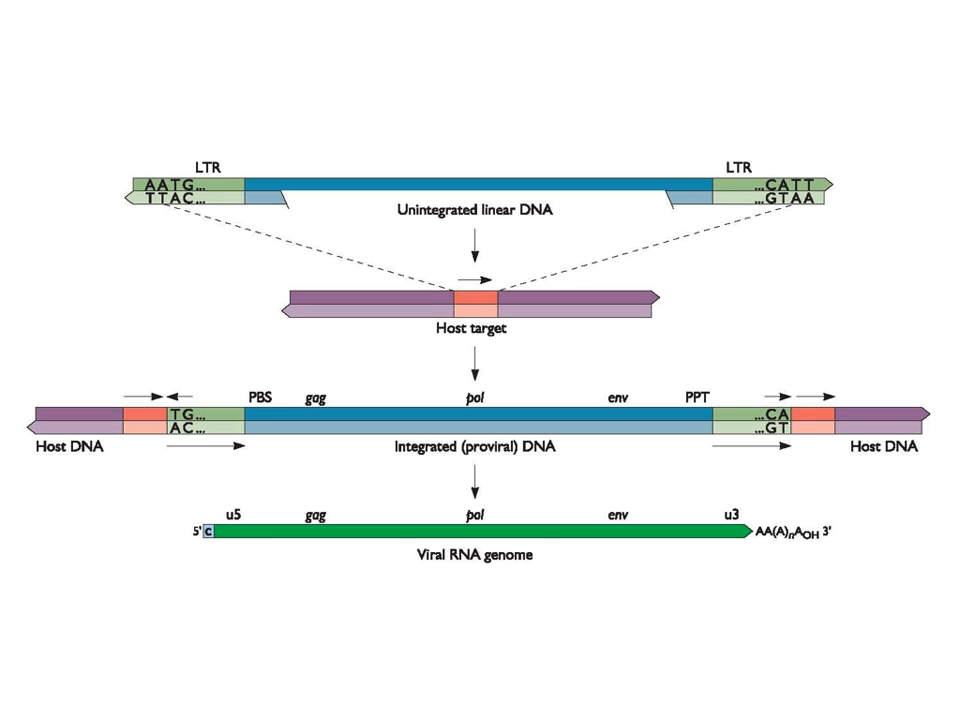 LTR LTR
AATG... ...CATT
TTAC... ...GTAA
Unintegrated linear DNA
Host target
PBS gag pol env PPT
TG... ...CA
AC... ...GT
Host DNA Integrated (proviral) DNA Host DNA
u5 gag pol env u3
5' C AA(A)nAOH 3'
Viral RNA genome